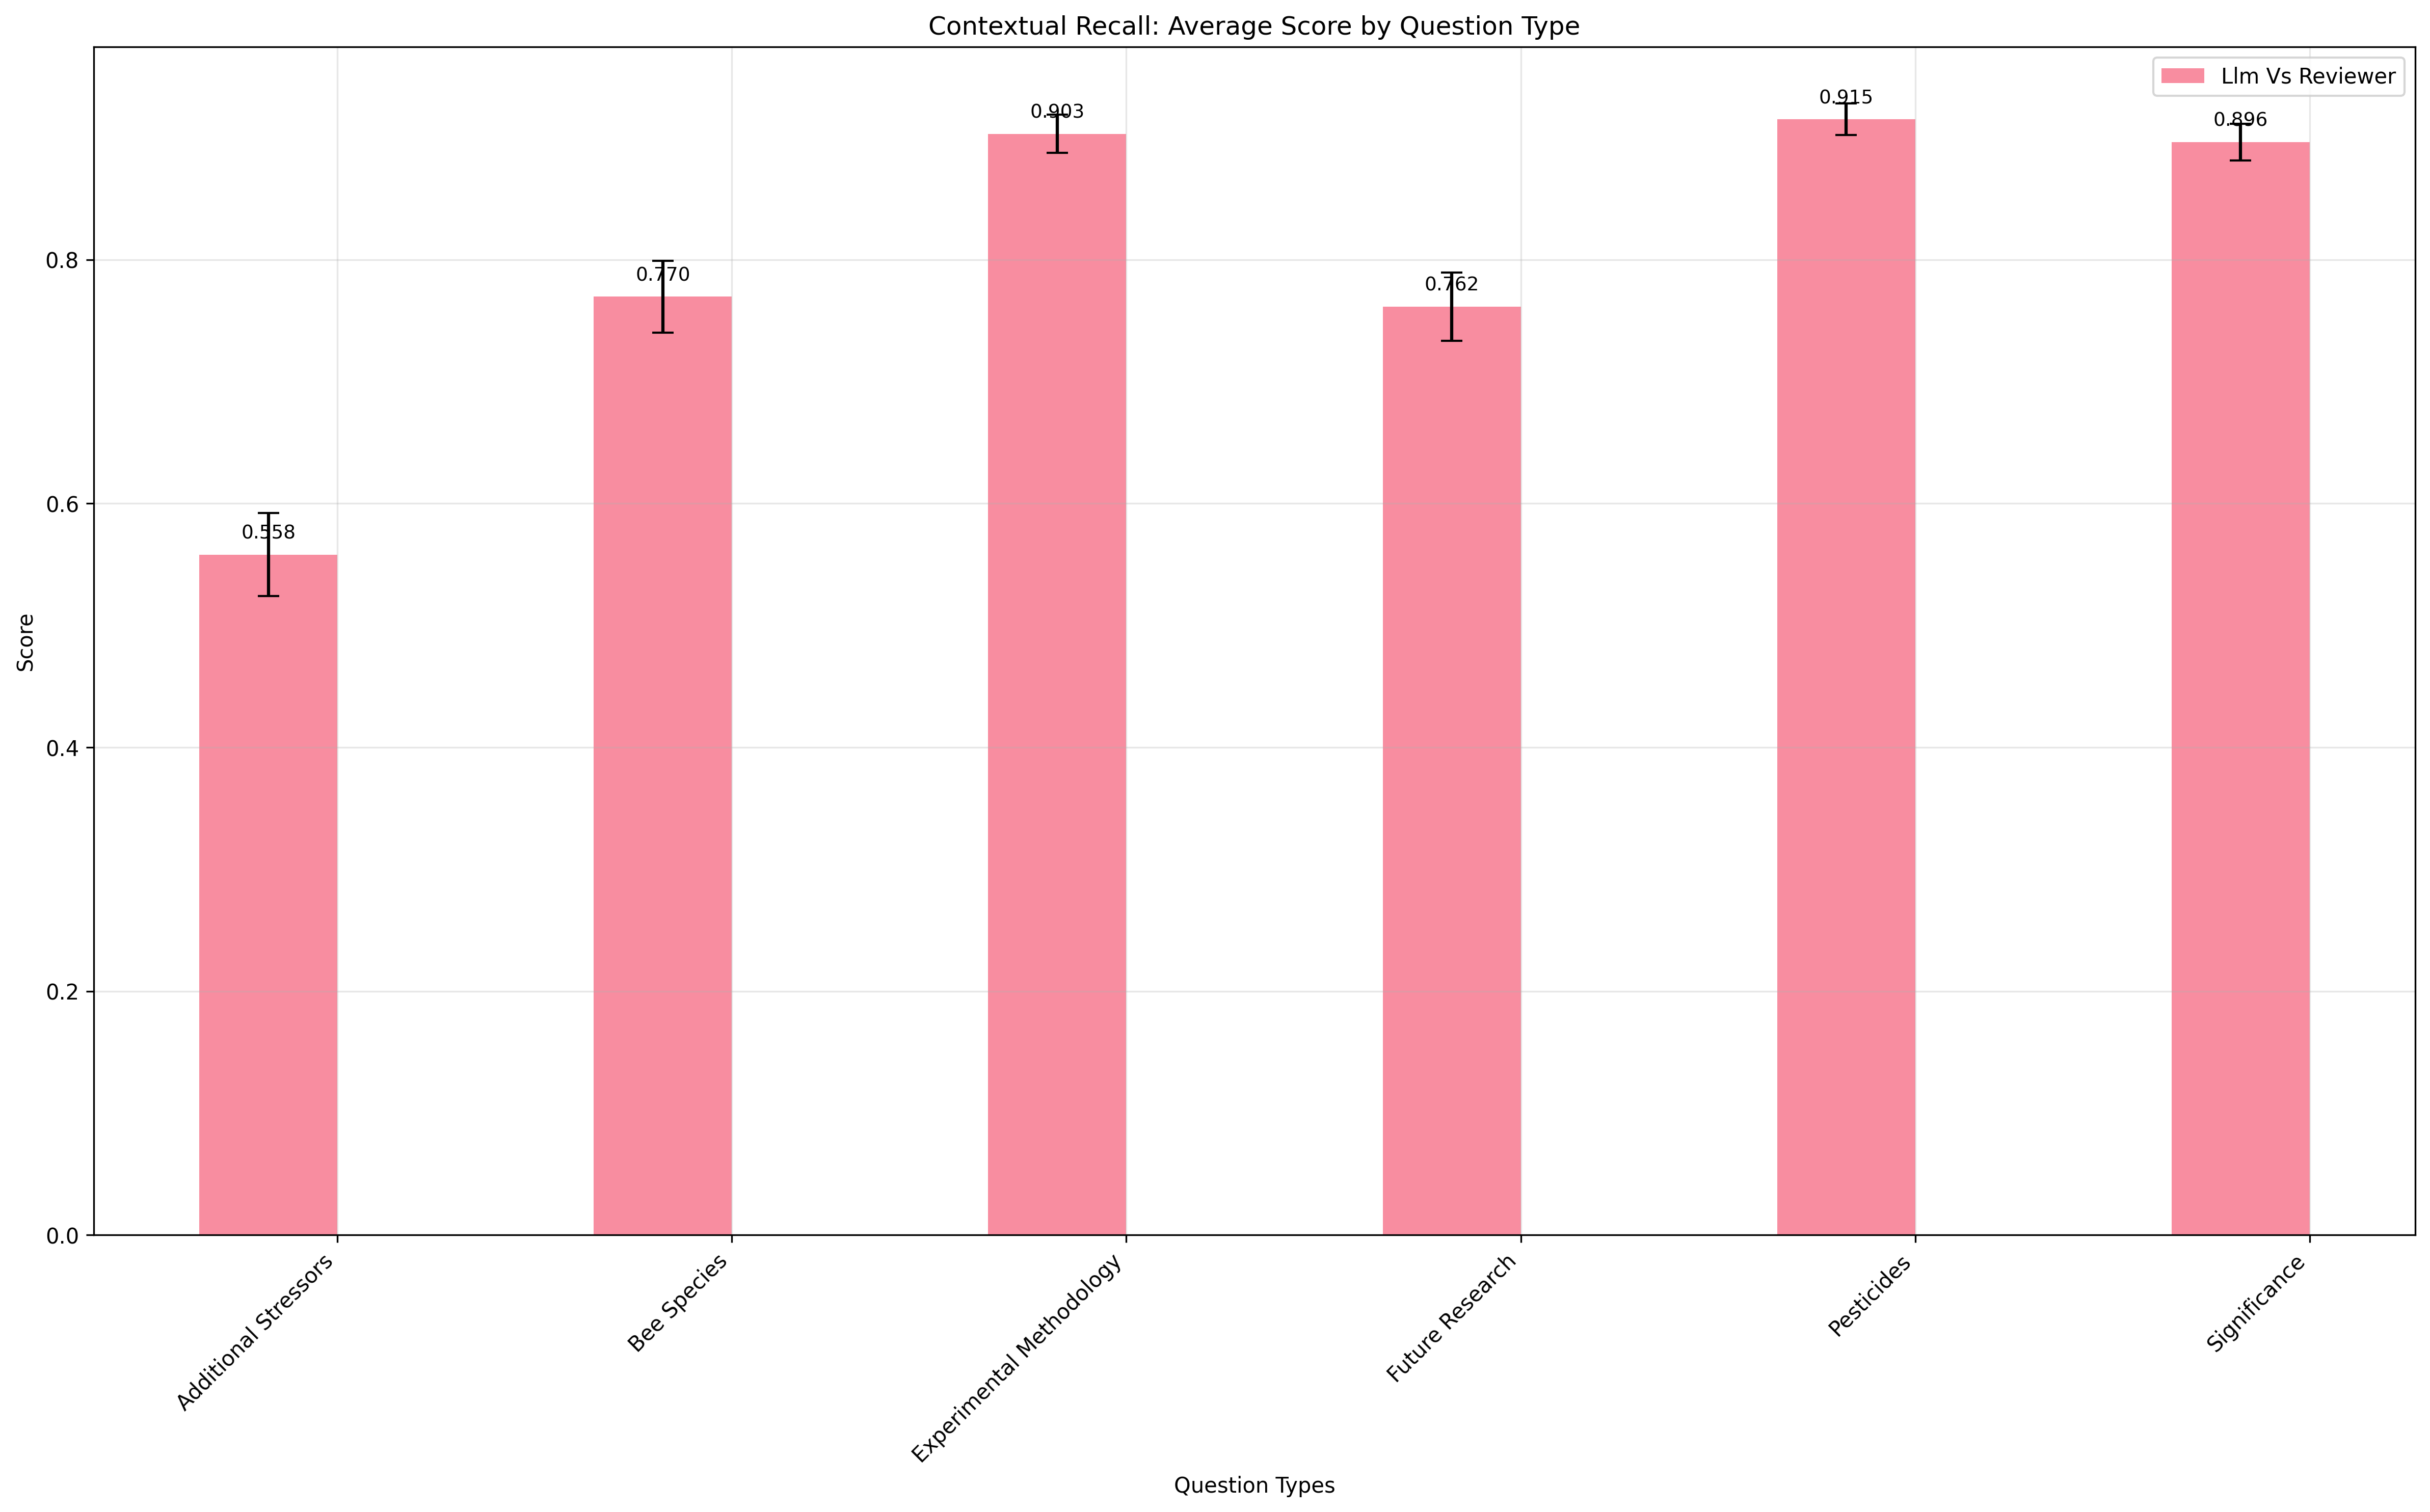 Contextual Recall: Average Score by Question Type
Llm Vs Reviewer
0.558
0.770
0.903
0.762
0.915
0.896
Score
0.8
0.6
0.4
0.2
0.0
Additional Stressors
Bee Species
Experimental Methodology
Future Research
Pesticides
Significance
Question Types